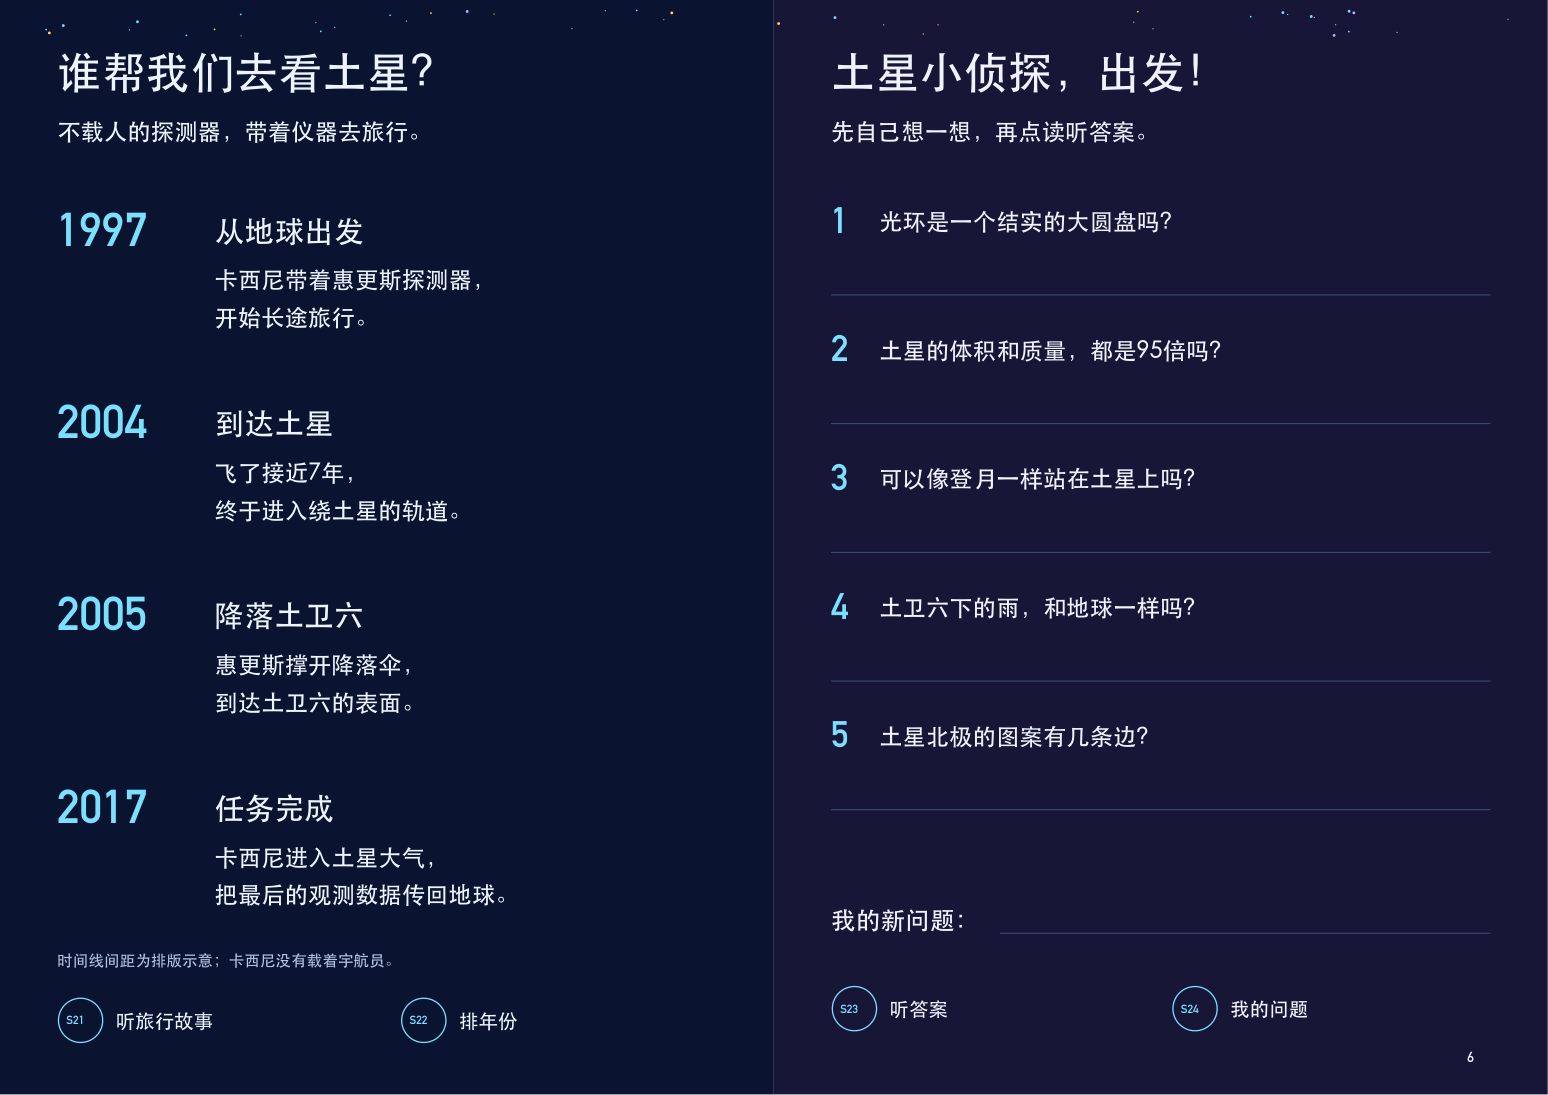 谁帮我们去看土星？
不载人的探测器，带着仪器去旅行。
1997
从地球出发
卡西尼带着惠更斯探测器，
开始长途旅行。
2004
到达土星
飞了接近7年，
终于进入绕土星的轨道。
2005
降落土卫六
惠更斯撑开降落伞，
到达土卫六的表面。
2017
任务完成
卡西尼进入土星大气，
把最后的观测数据传回地球。
时间线间距为排版示意；卡西尼没有载着宇航员。
S21 听旅行故事
S22 排年份
土星小侦探，出发！
先自己想一想，再点读听答案。
1 光环是一个结实的大圆盘吗？
2 土星的体积和质量，都是95倍吗？
3 可以像登月一样站在土星上吗？
4 土卫六下的雨，和地球一样吗？
5 土星北极的图案有几条边？
我的新问题：
S23 听答案
S24 我的问题
6